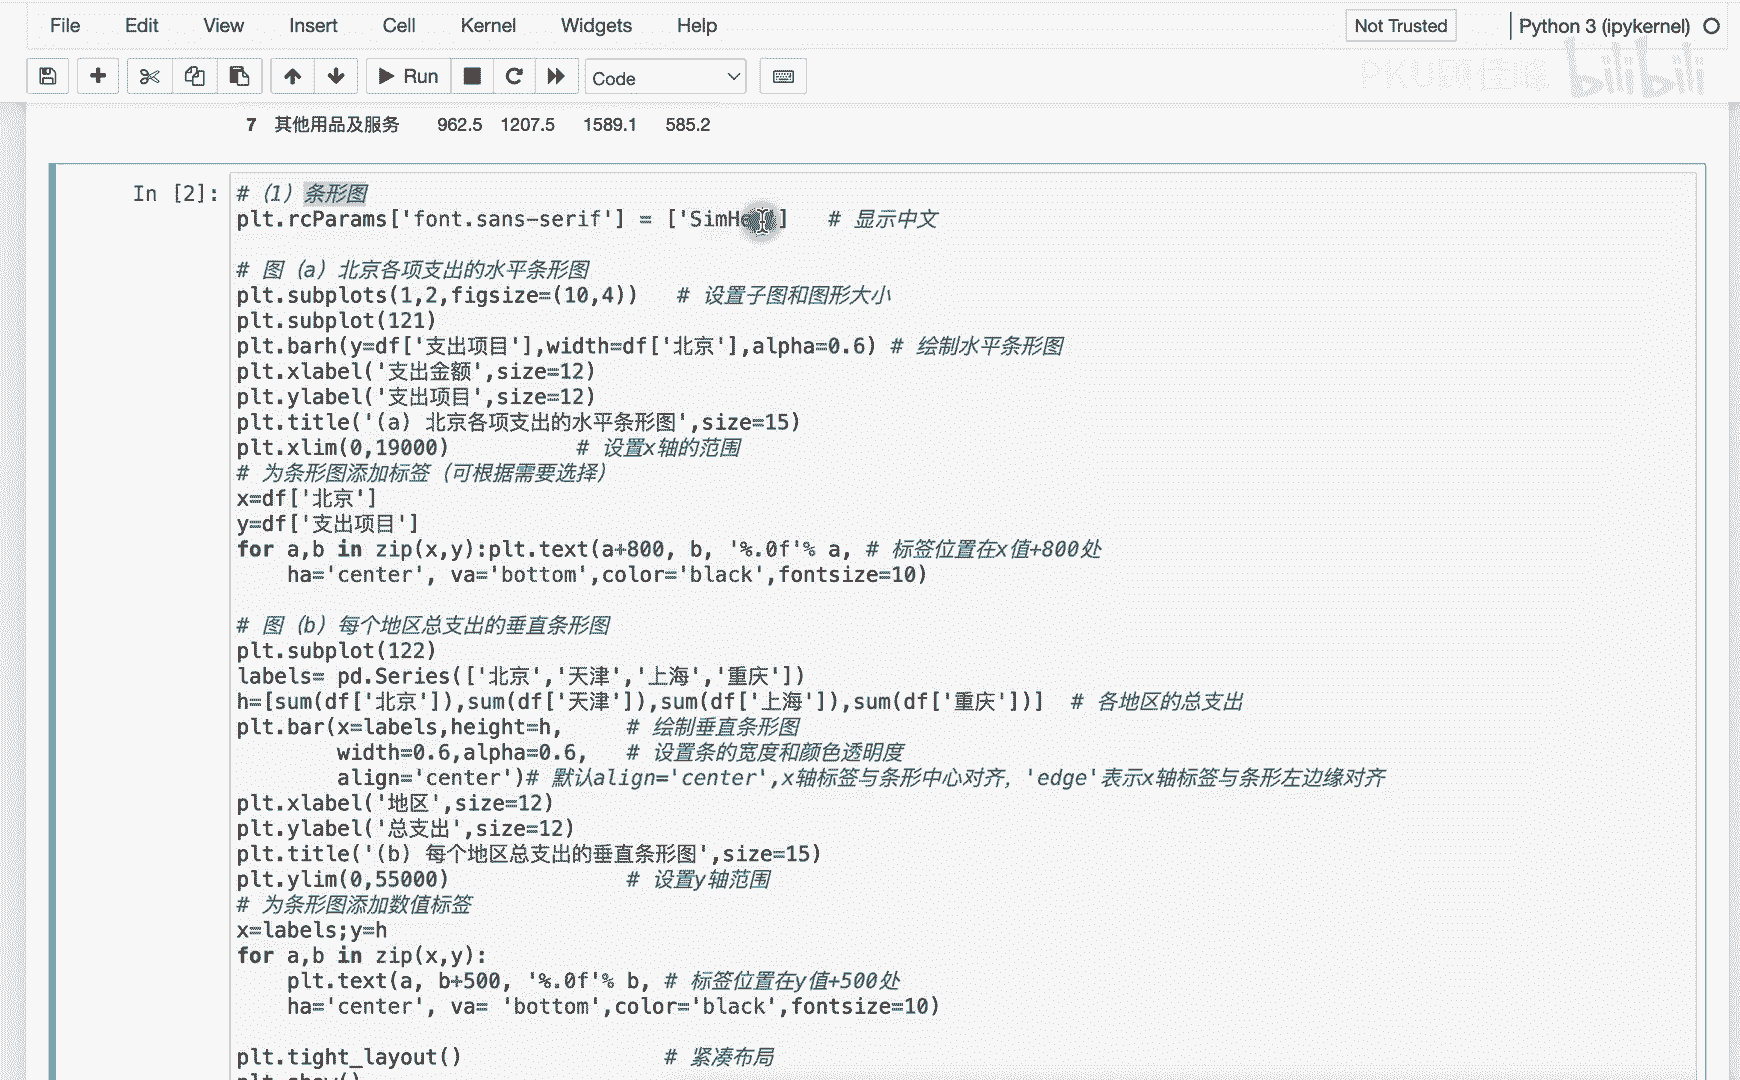 File Edit View Insert Cell Kernel Widgets Help Not Trusted Python 3 (ipykernel)
Run Code
bilibili
7 其他用品及服务 962.5 1207.5 1589.1 585.2
In [2]: # （1）条形图
plt.rcParams['font.sans-serif'] = ['SimHe ] # 显示中文
# 图（a）北京各项支出的水平条形图
plt.subplots(1,2,figsize=(10,4)) # 设置子图和图形大小
plt.subplot(121)
plt.barh(y=df['支出项目'],width=df['北京'],alpha=0.6) # 绘制水平条形图
plt.xlabel('支出金额',size=12)
plt.ylabel('支出项目',size=12)
plt.title('(a) 北京各项支出的水平条形图',size=15)
plt.xlim(0,19000) # 设置x轴的范围
# 为条形图添加标签（可根据需要选择）
x=df['北京']
y=df['支出项目']
for a,b in zip(x,y):plt.text(a+800, b, '%.0f'% a, # 标签位置在x值+800处
ha='center', va='bottom',color='black',fontsize=10)
# 图（b）每个地区总支出的垂直条形图
plt.subplot(122)
labels= pd.Series(['北京','天津','上海','重庆'])
h=[sum(df['北京']),sum(df['天津']),sum(df['上海']),sum(df['重庆'])] # 各地区的总支出
plt.bar(x=labels,height=h, # 绘制垂直条形图
width=0.6,alpha=0.6, # 设置条的宽度和颜色透明度
align='center')# 默认align='center',x轴标签与条形中心对齐，'edge'表示x轴标签与条形左边缘对齐
plt.xlabel('地区',size=12)
plt.ylabel('总支出',size=12)
plt.title('(b) 每个地区总支出的垂直条形图',size=15)
plt.ylim(0,55000) # 设置y轴范围
# 为条形图添加数值标签
x=labels;y=h
for a,b in zip(x,y):
plt.text(a, b+500, '%.0f'% b, # 标签位置在y值+500处
ha='center', va= 'bottom',color='black',fontsize=10)
plt.tight_layout() # 紧凑布局
plt.show()